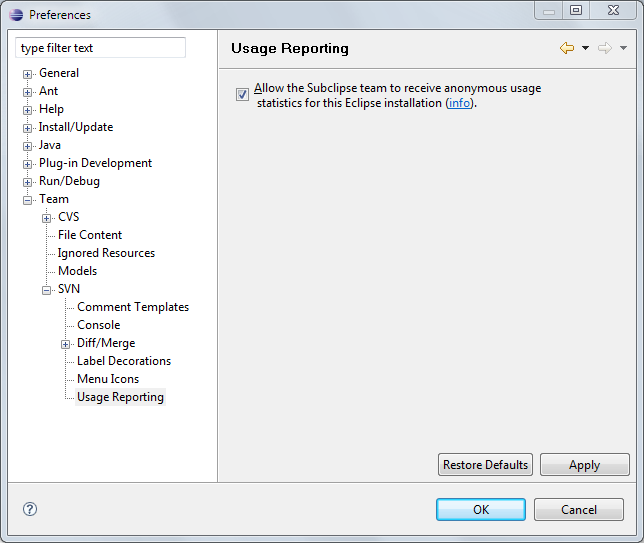 Preferences
type filter text
Usage Reporting
General
Ant
Help
Install/Update
Java
Plug-in Development
Run/Debug
Team
CVS
File Content
Ignored Resources
Models
SVN
Comment Templates
Console
Diff/Merge
Label Decorations
Menu Icons
Usage Reporting
Allow the Subclipse team to receive anonymous usage
statistics for this Eclipse installation (info).
Restore Defaults
Apply
?
OK
Cancel